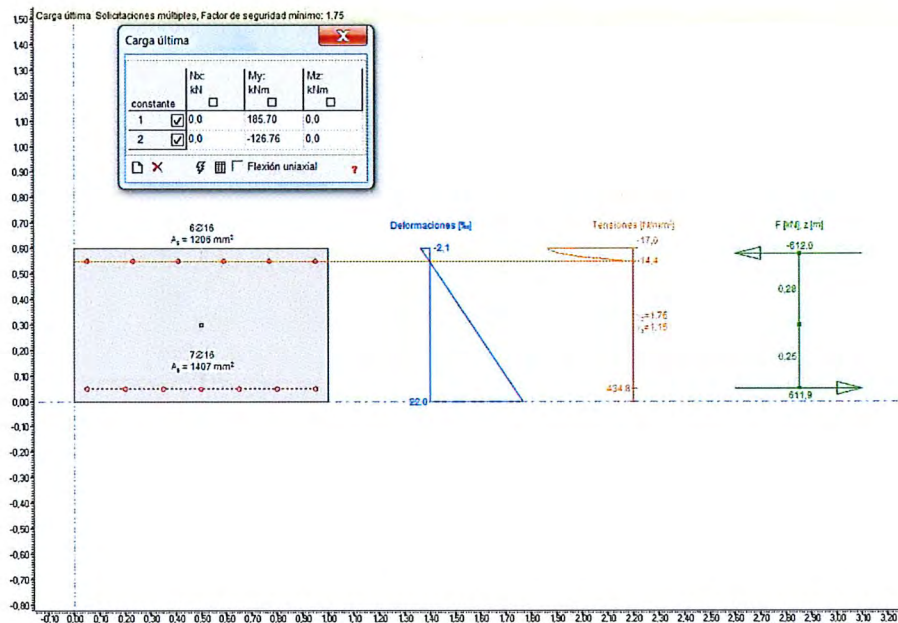 Carga última Solicitaciones múltiples, Factor de seguridad mínimo: 1.75
Carga última
Nx: My: Mz:
kN kNm kNm
constante
1 0,0 185.70 0,0
2 0,0 -126.76 0,0
Flexión uniaxial ?
6Ø16
As = 1206 mm²
7Ø16
As = 1407 mm²
Deformaciones [‰]
-2,1
22,0
Tensiones [N/mm²]
-17,0
-14,4
=1,75
=1,15
434,8
F [kN], z [m]
-612,0
0,28
0,25
611,9
1,50
1,40
1,30
1,20
1,10
1,00
0,90
0,80
0,70
0,60
0,50
0,40
0,30
0,20
0,10
0,00
-0,10
-0,20
-0,30
-0,40
-0,50
-0,60
-0,70
-0,80
0,00 0,10 0,20 0,30 0,40 0,50 0,60 0,70 0,80 0,90 1,00 1,10 1,20 1,30 1,40 1,50 1,60 1,70 1,80 1,90 2,00 2,10 2,20 2,30 2,40 2,50 2,60 2,70 2,80 2,90 3,00 3,10 3,20